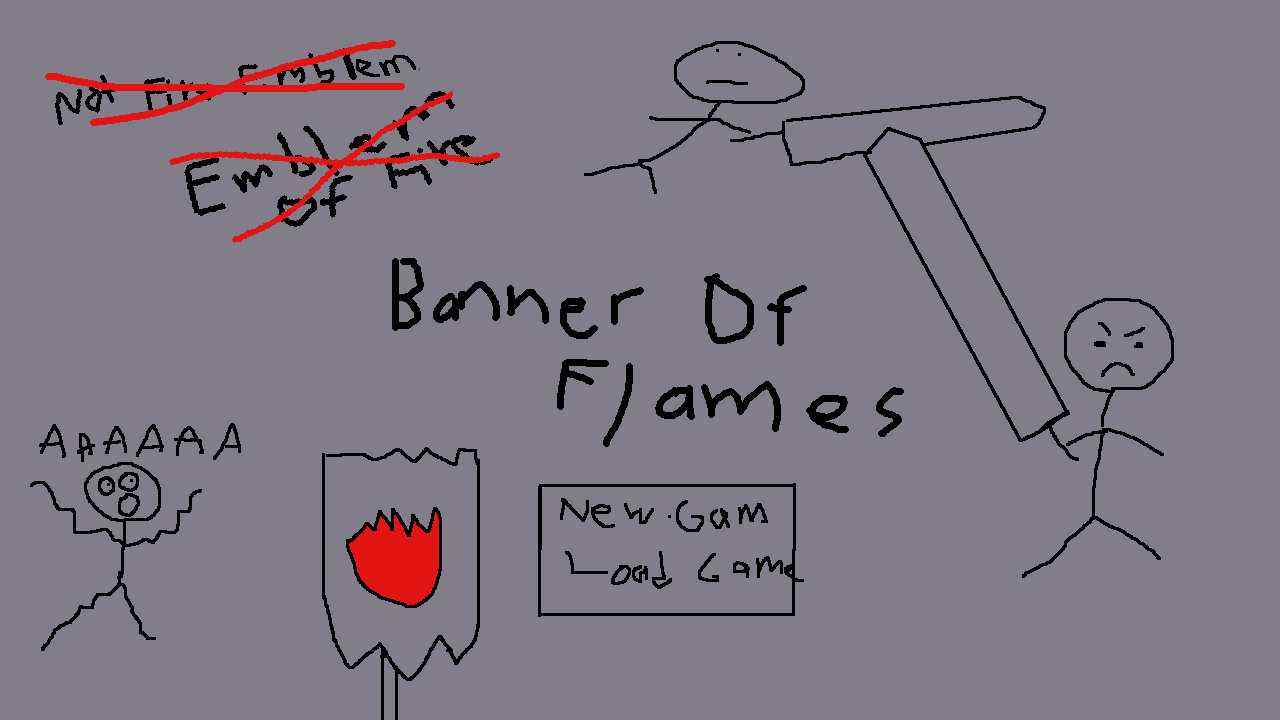 Not Fire Emblem
Emblem
Of Fire
Banner Of
Flames
AAAAAA
New Gam
Load Game